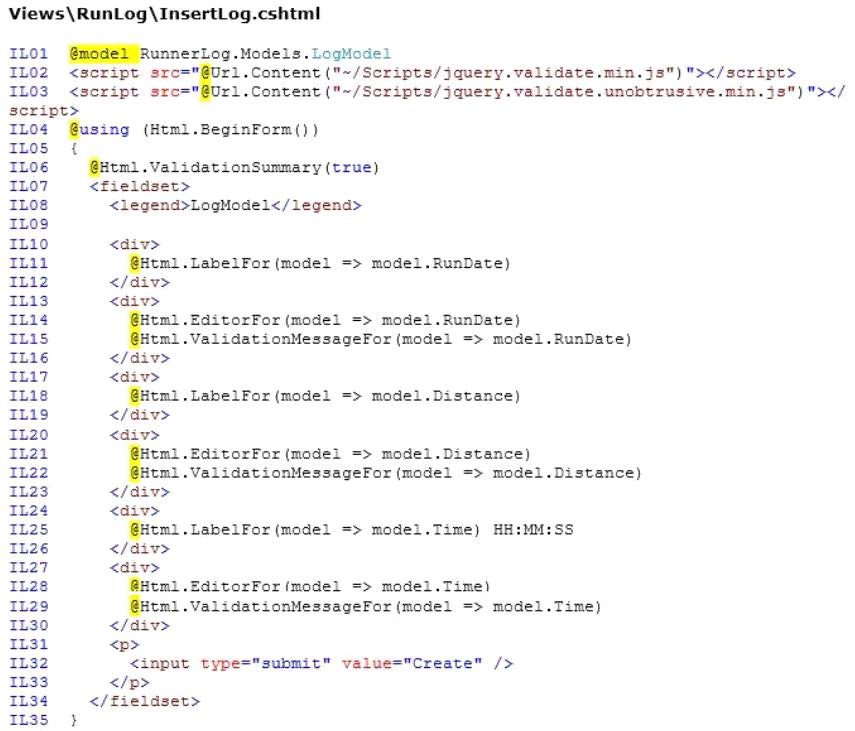 Views\RunLog\InsertLog.cshtml
IL01 @model RunnerLog.Models.LogModel
IL02 <script src="@Url.Content("~/Scripts/jquery.validate.min.js")"></script>
IL03 <script src="@Url.Content("~/Scripts/jquery.validate.unobtrusive.min.js")"></
script>
IL04 @using (Html.BeginForm())
IL05 {
IL06   @Html.ValidationSummary(true)
IL07   <fieldset>
IL08     <legend>LogModel</legend>
IL09
IL10     <div>
IL11       @Html.LabelFor(model => model.RunDate)
IL12     </div>
IL13     <div>
IL14       @Html.EditorFor(model => model.RunDate)
IL15       @Html.ValidationMessageFor(model => model.RunDate)
IL16     </div>
IL17     <div>
IL18       @Html.LabelFor(model => model.Distance)
IL19     </div>
IL20     <div>
IL21       @Html.EditorFor(model => model.Distance)
IL22       @Html.ValidationMessageFor(model => model.Distance)
IL23     </div>
IL24     <div>
IL25       @Html.LabelFor(model => model.Time) HH:MM:SS
IL26     </div>
IL27     <div>
IL28       @Html.EditorFor(model => model.Time)
IL29       @Html.ValidationMessageFor(model => model.Time)
IL30     </div>
IL31     <p>
IL32       <input type="submit" value="Create" />
IL33     </p>
IL34   </fieldset>
IL35 }